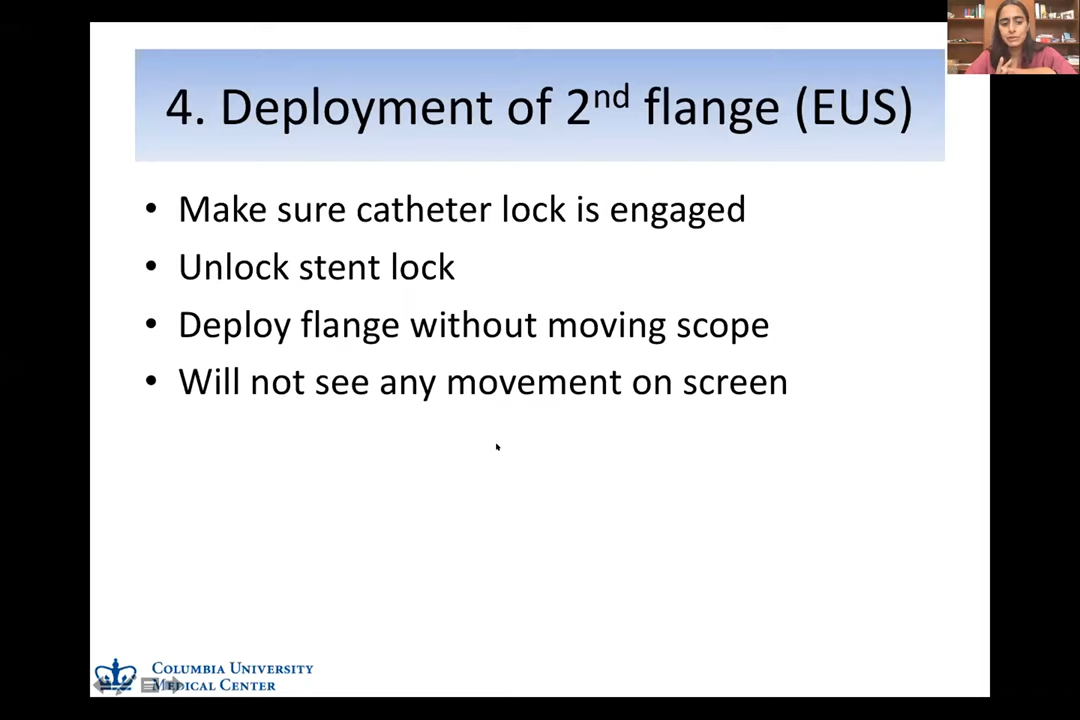 4. Deployment of 2nd flange (EUS)
• Make sure catheter lock is engaged
• Unlock stent lock
• Deploy flange without moving scope
• Will not see any movement on screen
COLUMBIA UNIVERSITY
MEDICAL CENTER